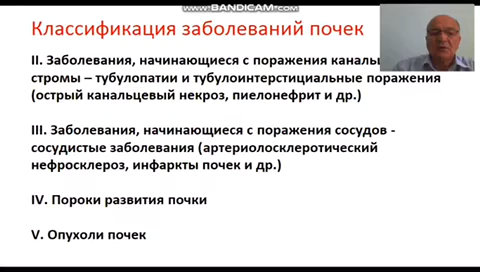 www.BANDICAM.com
Классификация заболеваний почек
II. Заболевания, начинающиеся с поражения
стромы – тубулопатии и тубулоинтерстициальные поражения
(острый канальцевый некроз, пиелонефрит и др.)
III. Заболевания, начинающиеся с поражения сосудов -
сосудистые заболевания (артериолосклеротический
нефросклероз, инфаркты почек и др.)
IV. Пороки развития почки
V. Опухоли почек